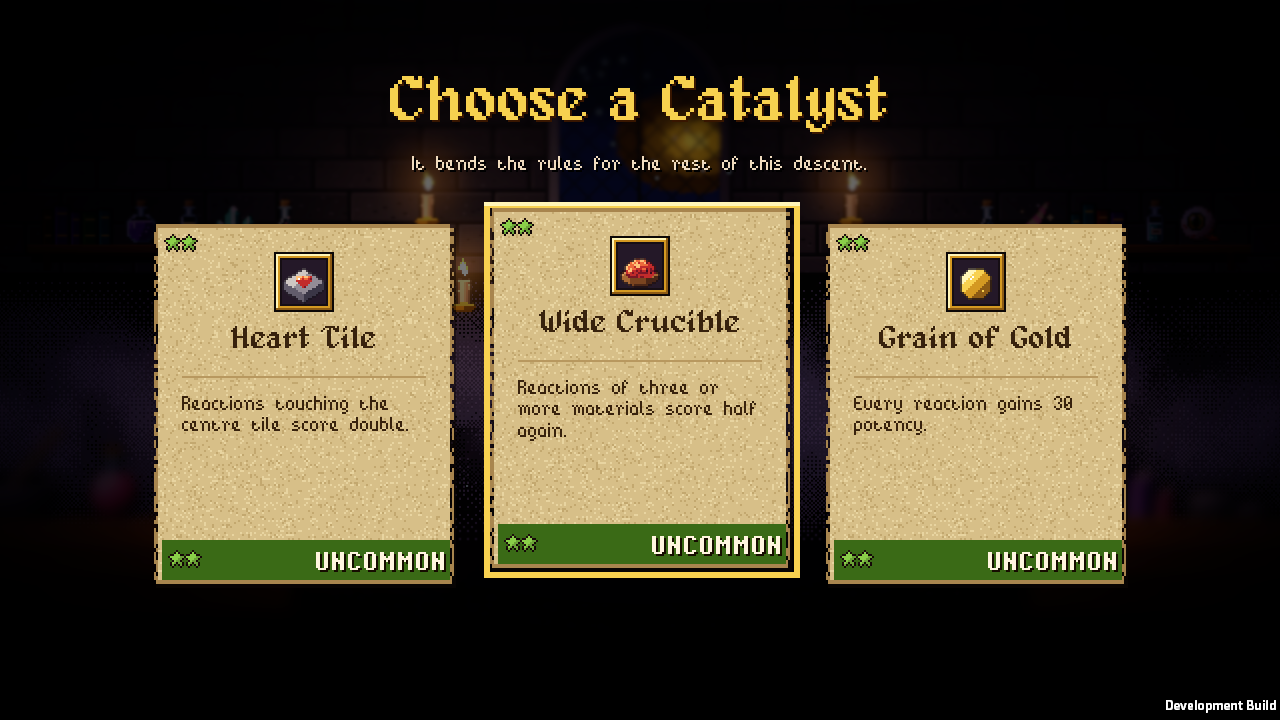 Choose a Catalyst
It bends the rules for the rest of this descent.
Heart Tile
Reactions touching the
centre tile score double.
UNCOMMON
Wide Crucible
Reactions of three or
more materials score half
again.
UNCOMMON
Grain of Gold
Every reaction gains 30
potency.
UNCOMMON
Development Build